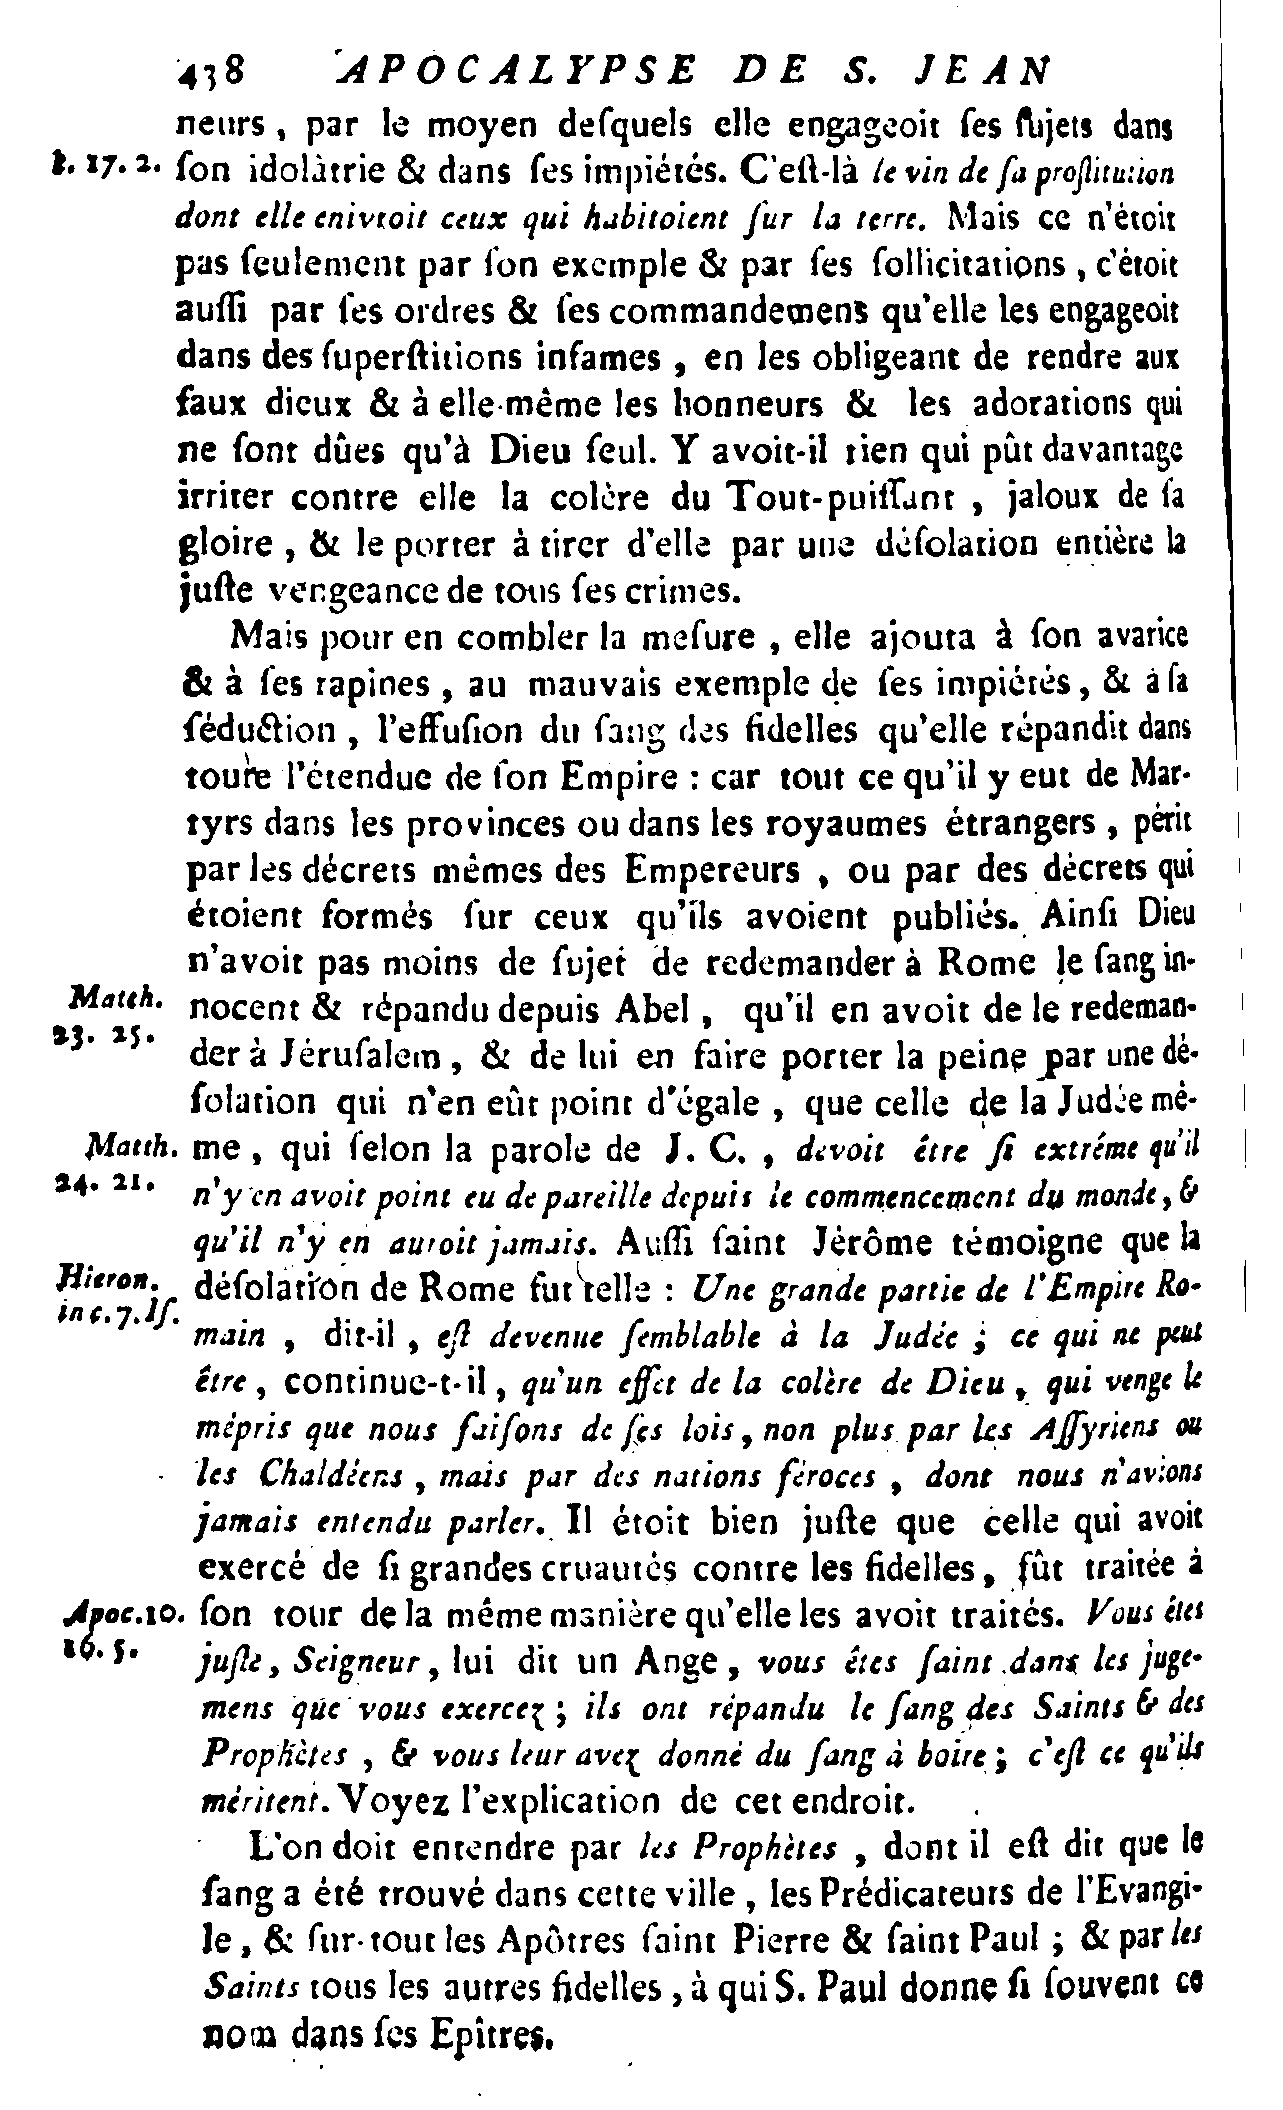 438 APOCALYPSE DE S. JEAN
neurs, par le moyen deſquels elle engageoit ſes ſujets dans
ſ. 17. 2. ſon idolâtrie & dans ſes impiétés. C'eſt-là le vin de ſa proſtitution
dont elle enivroit ceux qui habitoient ſur la terre. Mais ce n'étoit
pas ſeulement par ſon exemple & par ſes ſollicitations, c'étoit
auſſi par ſes ordres & ſes commandemens qu'elle les engageoit
dans des ſuperſtitions infames, en les obligeant de rendre aux
faux dieux & à elle-même les honneurs & les adorations qui
ne ſont dûes qu'à Dieu ſeul. Y avoit-il rien qui pût davantage
irriter contre elle la colère du Tout-puiſſant, jaloux de ſa
gloire, & le porter à tirer d'elle par une déſolation entière la
juſte vengeance de tous ſes crimes.
Mais pour en combler la meſure, elle ajouta à ſon avarice
& à ſes rapines, au mauvais exemple de ſes impiétés, & à ſa
ſéduction, l'effuſion du ſang des fidelles qu'elle répandit dans
toute l'étendue de ſon Empire : car tout ce qu'il y eut de Mar-
tyrs dans les provinces ou dans les royaumes étrangers, périt
par les décrets mêmes des Empereurs, ou par des décrets qui
étoient formés ſur ceux qu'ils avoient publiés. Ainſi Dieu
n'avoit pas moins de ſujet de redemander à Rome le ſang in-
Matth. nocent & répandu depuis Abel, qu'il en avoit de le redeman-
23. 25. der à Jéruſalem, & de lui en faire porter la peine par une dé-
ſolation qui n'en eût point d'égale, que celle de la Judée mê-
Matth. me, qui ſelon la parole de J. C., devoit être ſi extrême qu'il
24. 21. n'y en avoit point eu de pareille depuis le commencement du monde, &
qu'il n'y en auroit jamais. Auſſi ſaint Jérôme témoigne que la
Hieron. déſolation de Rome fut telle : Une grande partie de l'Empire Ro-
in c. 7. Iſ. main, dit-il, eſt devenue ſemblable à la Judée ; ce qui ne peut
être, continue-t-il, qu'un effet de la colère de Dieu, qui venge le
mépris que nous faiſons de ſes lois, non plus par les Aſſyriens ou
les Chaldéens, mais par des nations féroces, dont nous n'avions
jamais entendu parler. Il étoit bien juſte que celle qui avoit
exercé de ſi grandes cruautés contre les fidelles, fût traitée à
Apoc. 10. ſon tour de la même manière qu'elle les avoit traités. Vous êtes
16. 5. juſte, Seigneur, lui dit un Ange, vous êtes ſaint dans les juge-
mens que vous exercez ; ils ont répandu le ſang des Saints & des
Prophètes, & vous leur avez donné du ſang à boire ; c'eſt ce qu'ils
méritent. Voyez l'explication de cet endroit.
L'on doit entendre par les Prophètes, dont il eſt dit que le
ſang a été trouvé dans cette ville, les Prédicateurs de l'Evangi-
le, & ſur-tout les Apôtres ſaint Pierre & ſaint Paul ; & par les
Saints tous les autres fidelles, à qui S. Paul donne ſi ſouvent ce
nom dans ſes Epîtres.